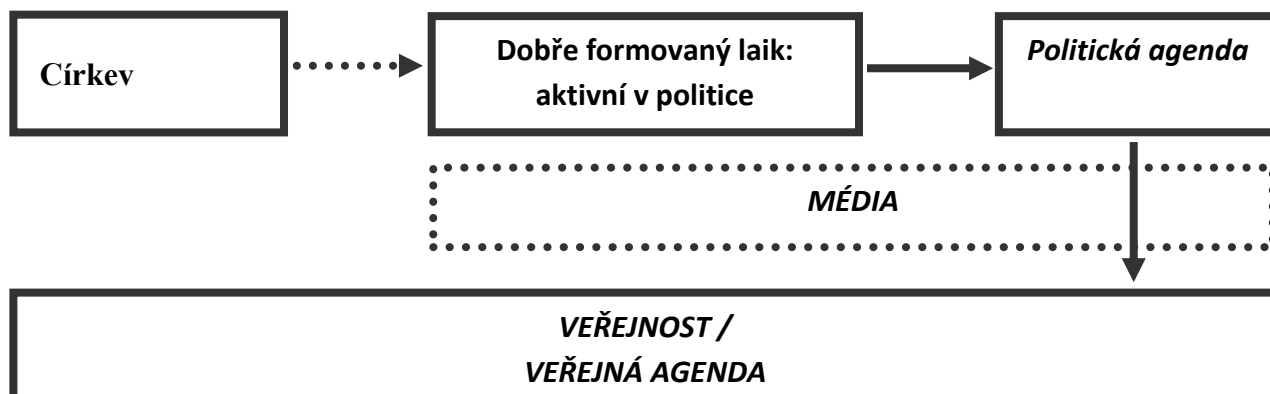 Církev
Dobře formovaný laik:
aktivní v politice
Politická agenda
MÉDIA
VEŘEJNOST /
VEŘEJNÁ AGENDA